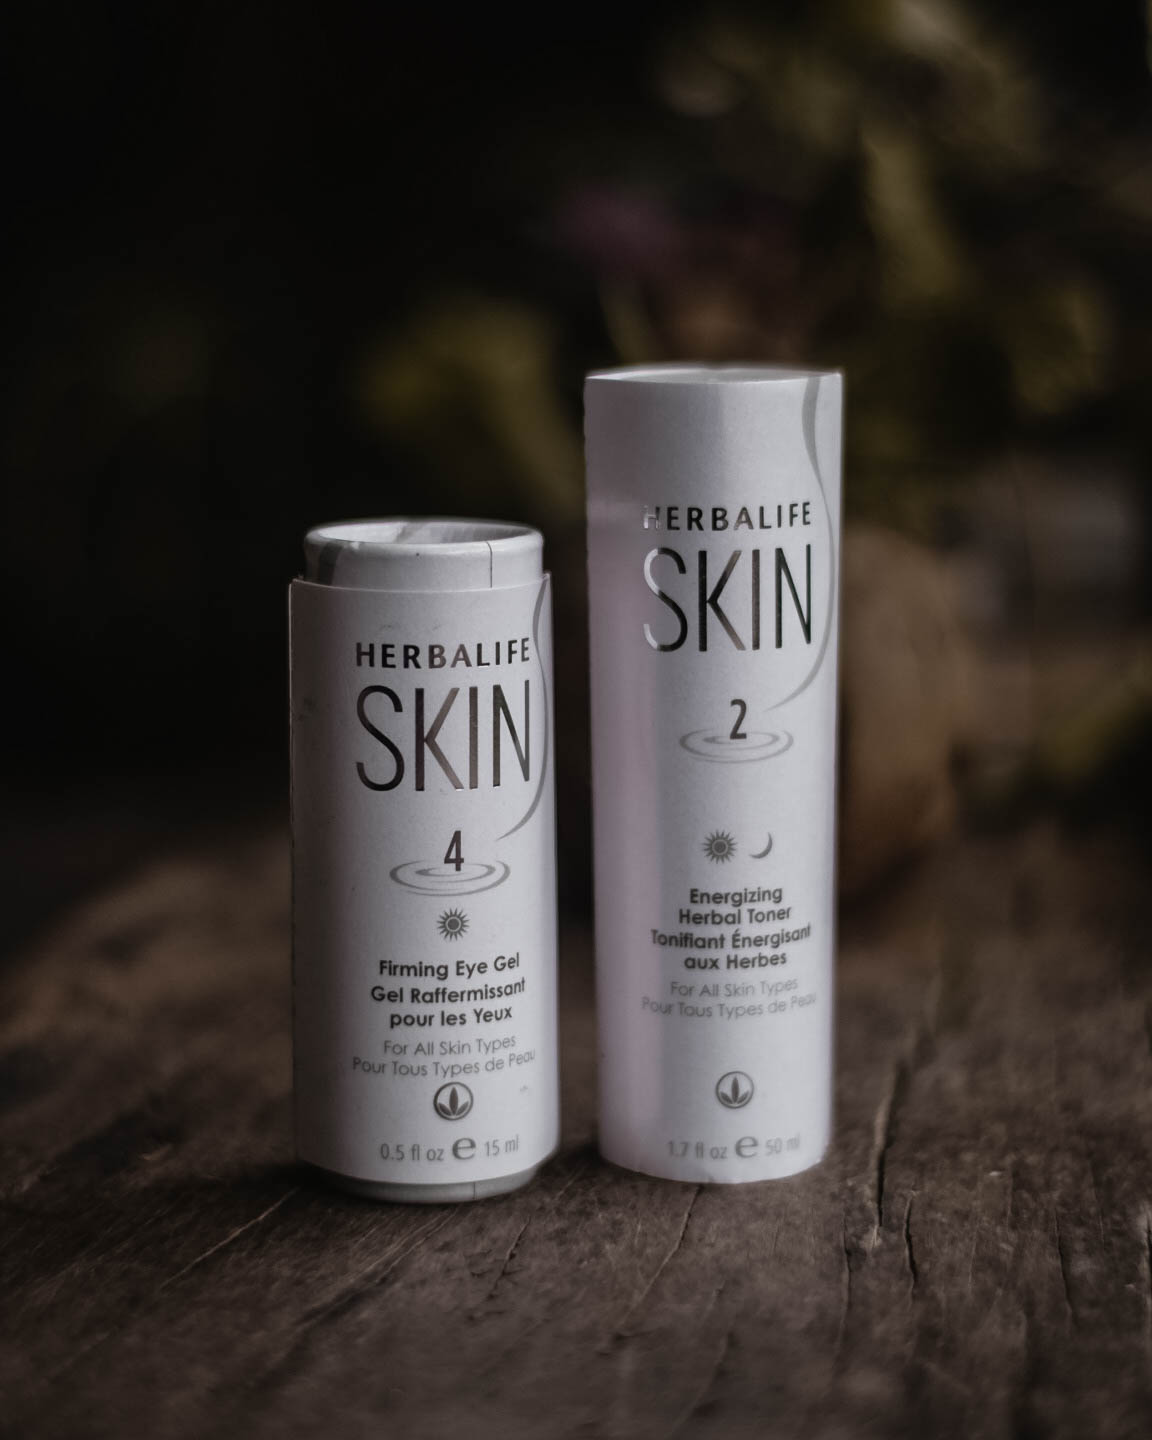 HERBALIFE
SKIN
4
Firming Eye Gel
Gel Raffermissant
pour les Yeux
For All Skin Types
Pour Tous Types de Peau
0.5 fl oz ℮ 15 ml
HERBALIFE
SKIN
2
Energizing
Herbal Toner
Tonifiant Énergisant
aux Herbes
For All Skin Types
Pour Tous Types de Peau
1.7 fl oz ℮ 50 ml